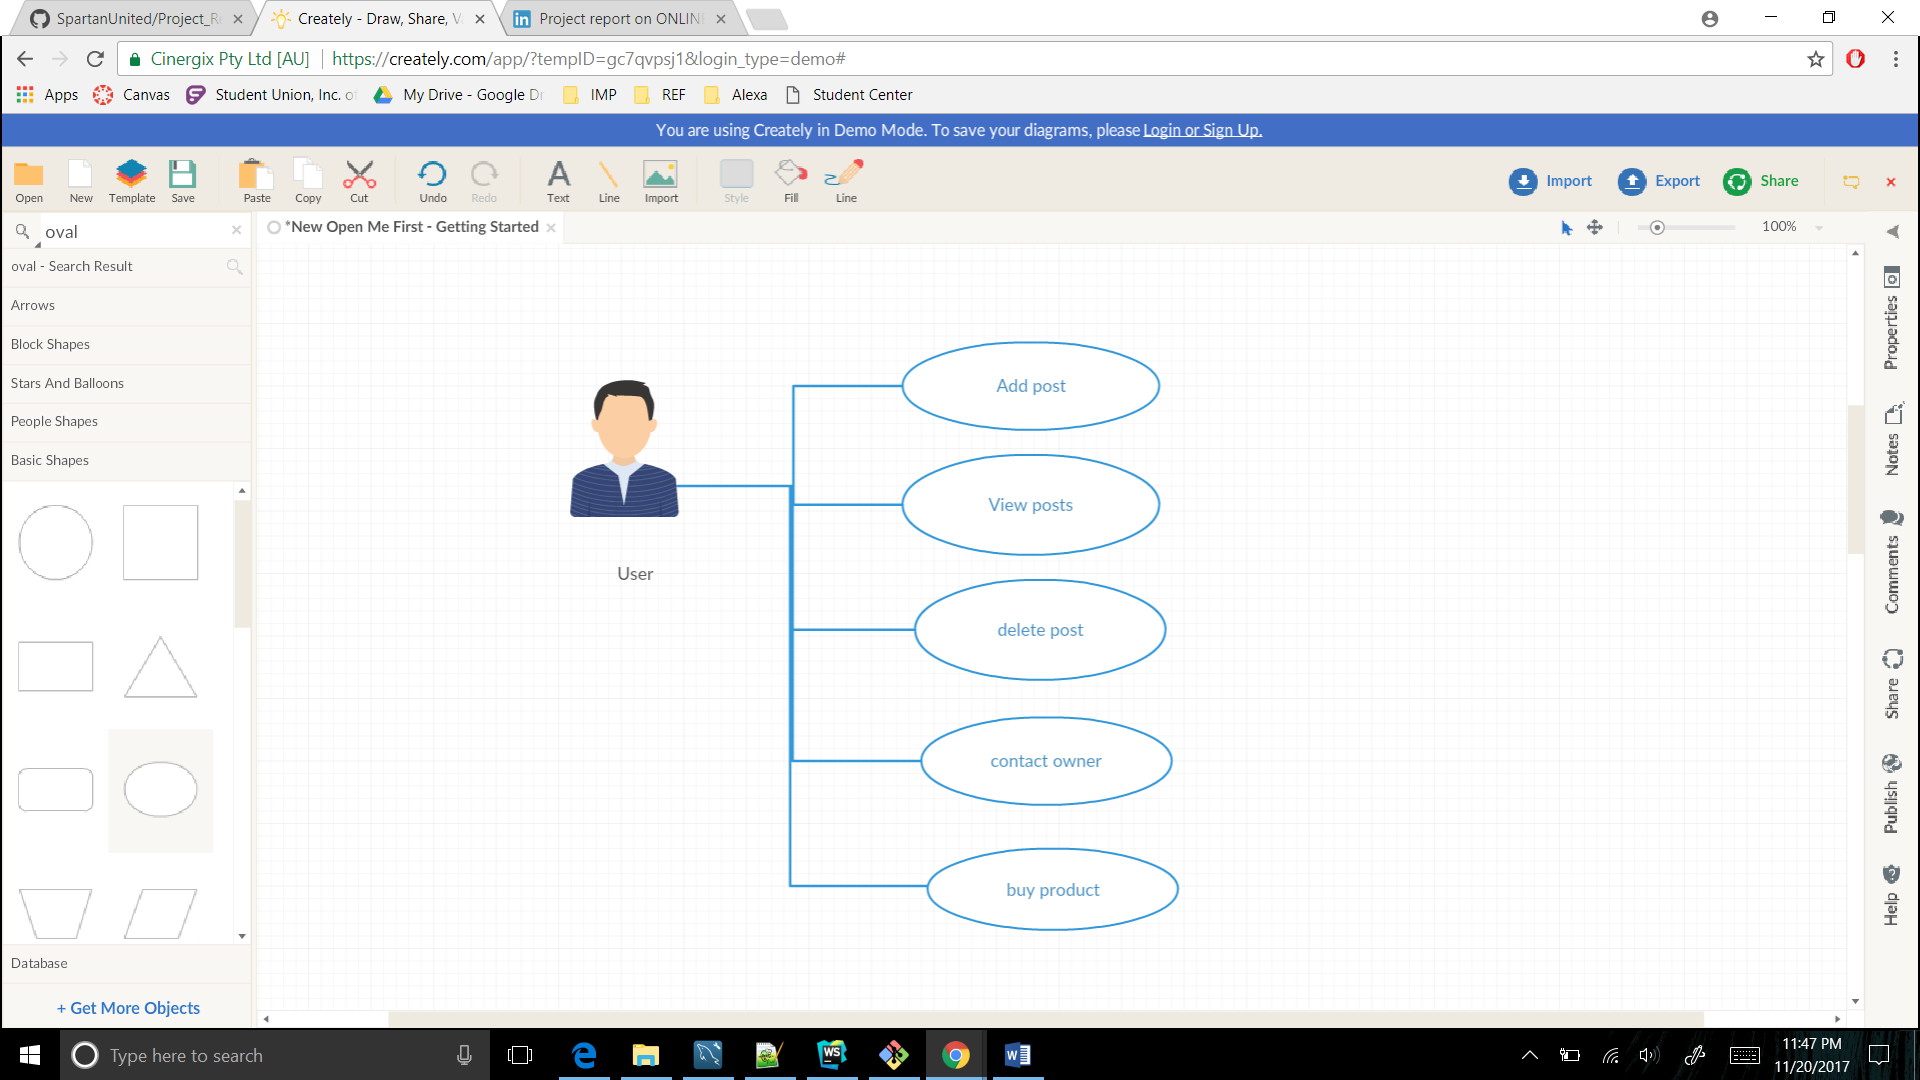 SpartanUnited/Project_R
Creately - Draw, Share, Va
Project report on ONLINE
Cinergix Pty Ltd [AU]
https://creately.com/app/?tempID=gc7qvpsj1&login_type=demo#
Apps
Canvas
Student Union, Inc. of
My Drive - Google Dr
IMP
REF
Alexa
Student Center
You are using Creately in Demo Mode. To save your diagrams, please Login or Sign Up.
Open
New
Template
Save
Paste
Copy
Cut
Undo
Redo
Text
Line
Import
Style
Fill
Line
Import
Export
Share
oval
*New Open Me First - Getting Started
100%
oval - Search Result
Arrows
Block Shapes
Stars And Balloons
People Shapes
Basic Shapes
Database
+ Get More Objects
User
Add post
View posts
delete post
contact owner
buy product
Properties
Notes
Comments
Share
Publish
Help
Type here to search
WS
11:47 PM
11/20/2017